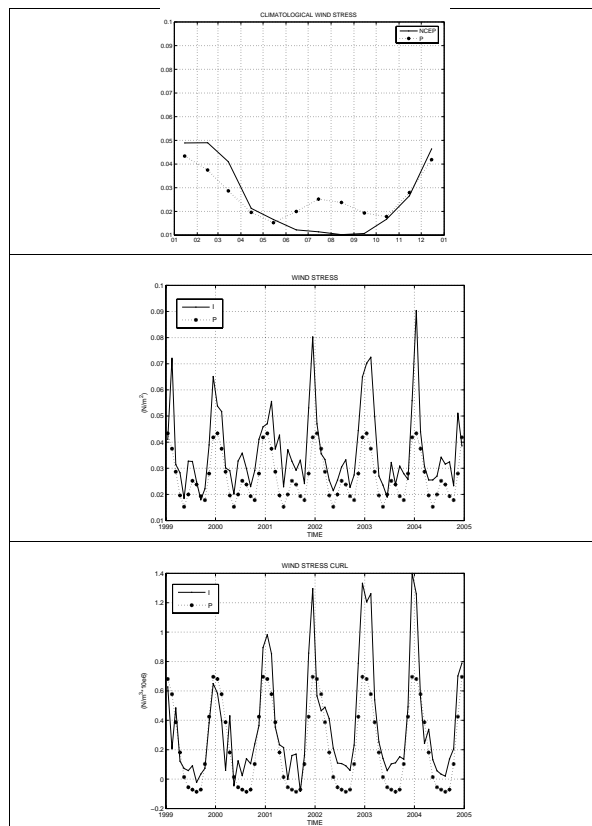 CLIMATOLOGICAL WIND STRESS
0.1
0.09
0.08
0.07
0.06
0.05
0.04
0.03
0.02
0.01
NCEP
P
01 02 03 04 05 06 07 08 09 10 11 12 01
WIND STRESS
0.1
0.09
0.08
0.07
0.06
0.05
0.04
0.03
0.02
0.01
(N/m²)
I
P
1999 2000 2001 2002 2003 2004 2005
TIME
WIND STRESS CURL
1.4
1.2
1
0.8
0.6
0.4
0.2
0
−0.2
(N/m³*10e6)
I
P
1999 2000 2001 2002 2003 2004 2005
TIME